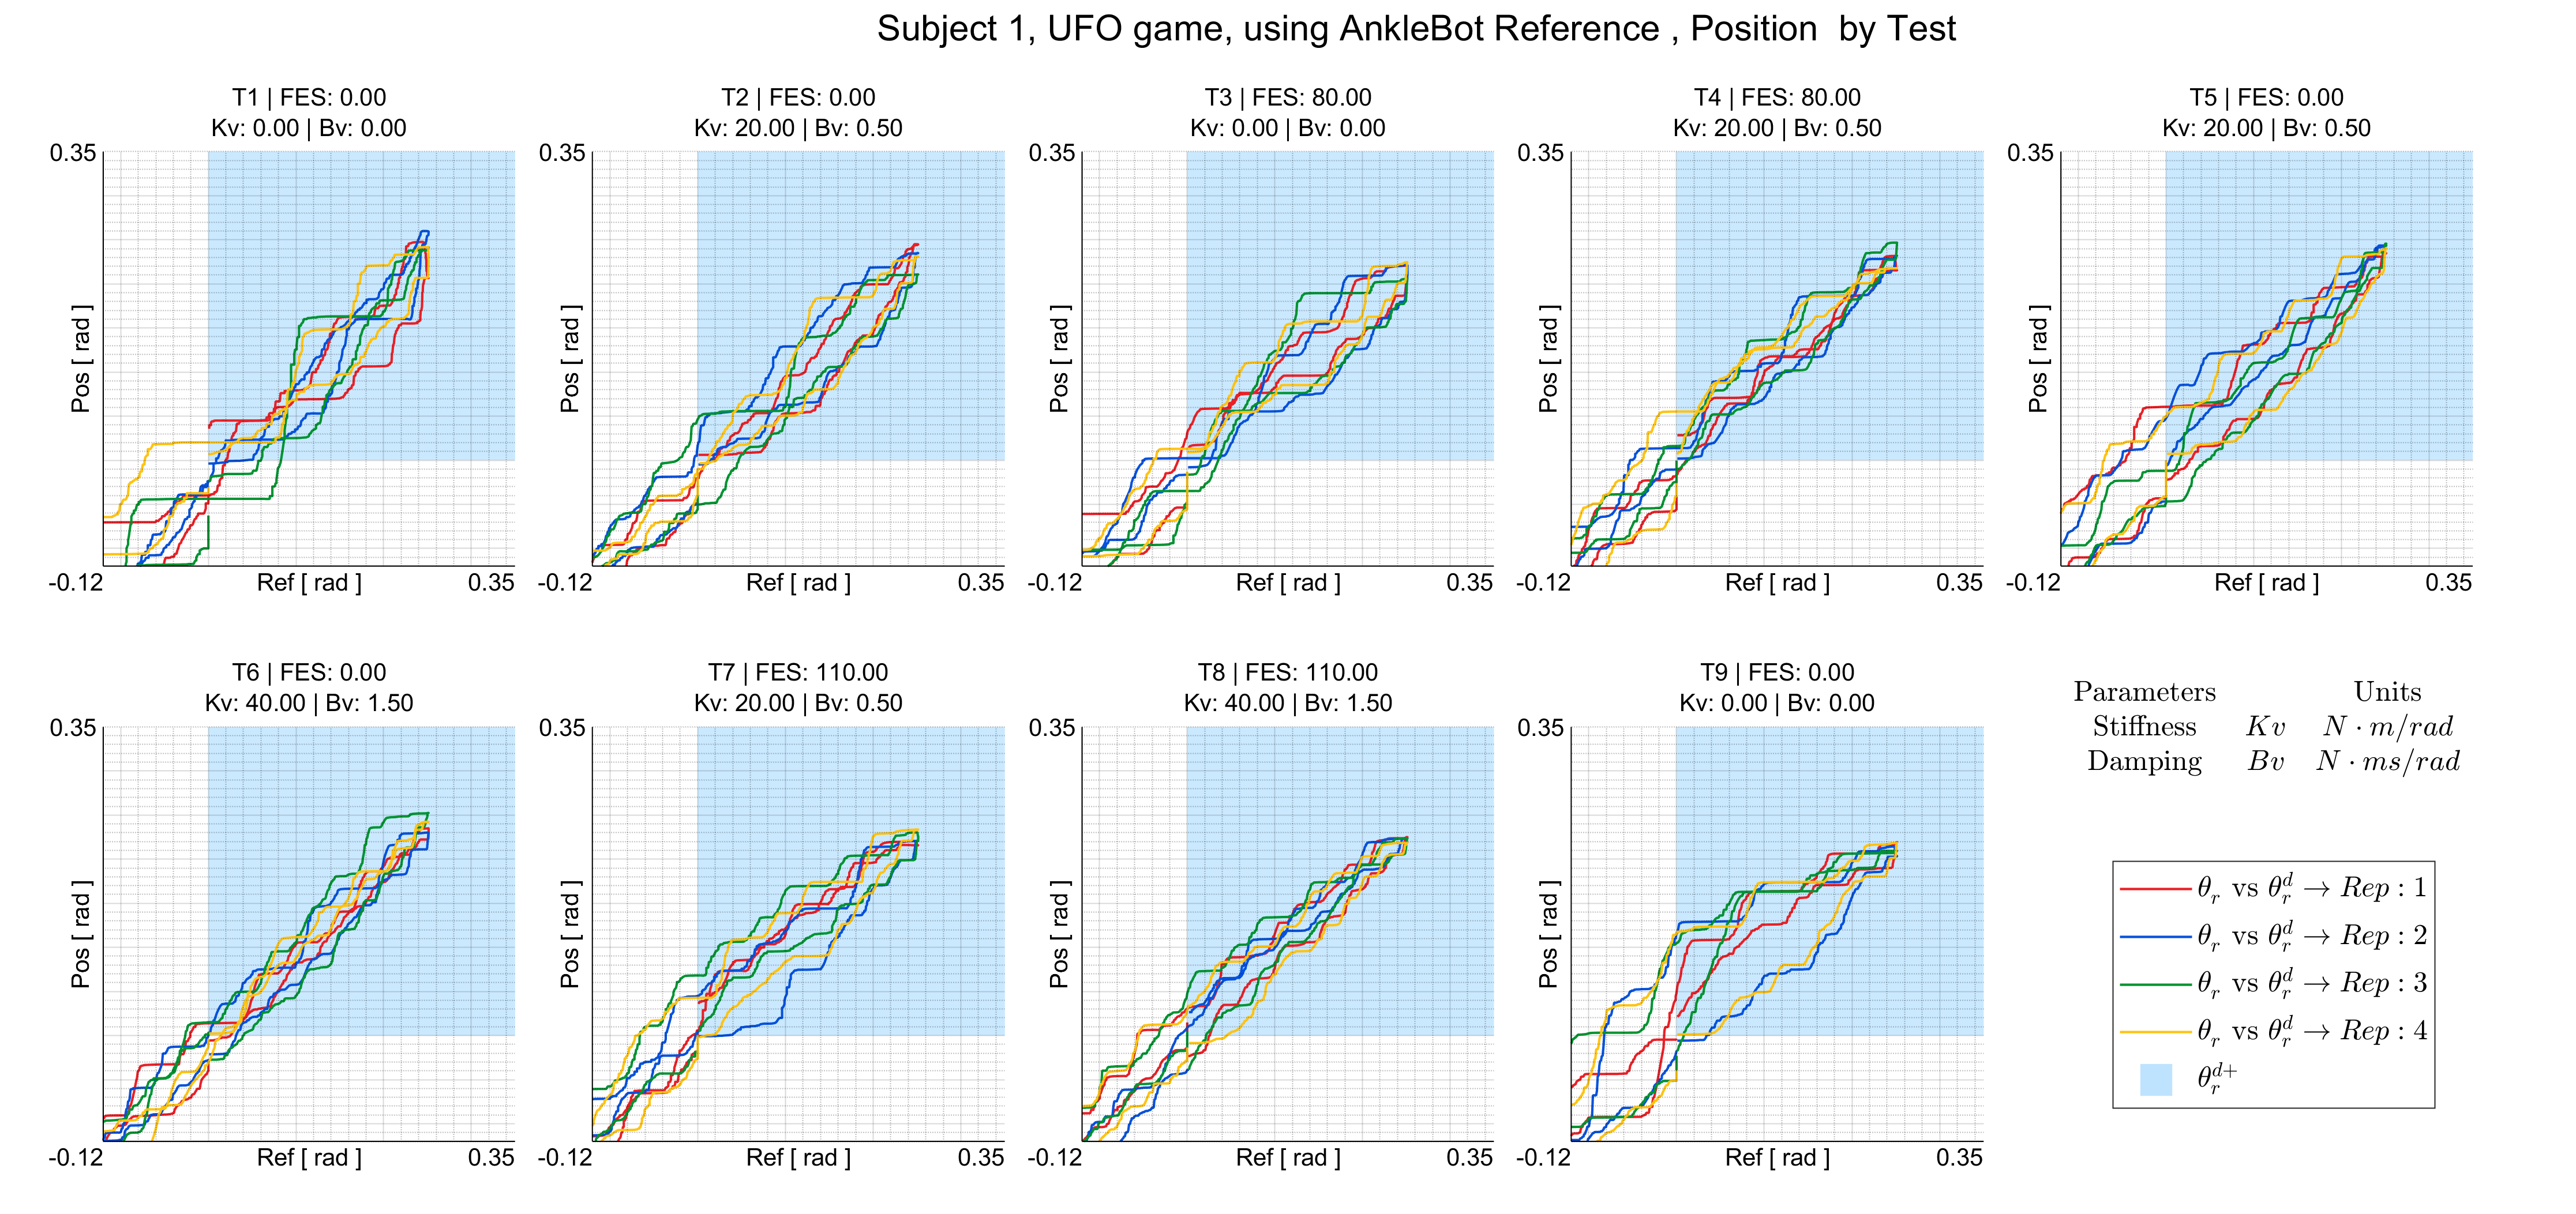 Subject 1, UFO game, using AnkleBot Reference , Position by Test
T1 | FES: 0.00
Kv: 0.00 | Bv: 0.00
0.35
Pos [ rad ]
-0.12
Ref [ rad ]
0.35
T2 | FES: 0.00
Kv: 20.00 | Bv: 0.50
0.35
Pos [ rad ]
-0.12
Ref [ rad ]
0.35
T3 | FES: 80.00
Kv: 0.00 | Bv: 0.00
0.35
Pos [ rad ]
-0.12
Ref [ rad ]
0.35
T4 | FES: 80.00
Kv: 20.00 | Bv: 0.50
0.35
Pos [ rad ]
-0.12
Ref [ rad ]
0.35
T5 | FES: 0.00
Kv: 20.00 | Bv: 0.50
0.35
Pos [ rad ]
-0.12
Ref [ rad ]
0.35
T6 | FES: 0.00
Kv: 40.00 | Bv: 1.50
0.35
Pos [ rad ]
-0.12
Ref [ rad ]
0.35
T7 | FES: 110.00
Kv: 20.00 | Bv: 0.50
0.35
Pos [ rad ]
-0.12
Ref [ rad ]
0.35
T8 | FES: 110.00
Kv: 40.00 | Bv: 1.50
0.35
Pos [ rad ]
-0.12
Ref [ rad ]
0.35
T9 | FES: 0.00
Kv: 0.00 | Bv: 0.00
0.35
Pos [ rad ]
-0.12
Ref [ rad ]
0.35
Parameters Units
Stiffness Kv N · m/rad
Damping Bv N · ms/rad
θ_r vs θ_r^d → Rep : 1
θ_r vs θ_r^d → Rep : 2
θ_r vs θ_r^d → Rep : 3
θ_r vs θ_r^d → Rep : 4
θ_r^{d+}